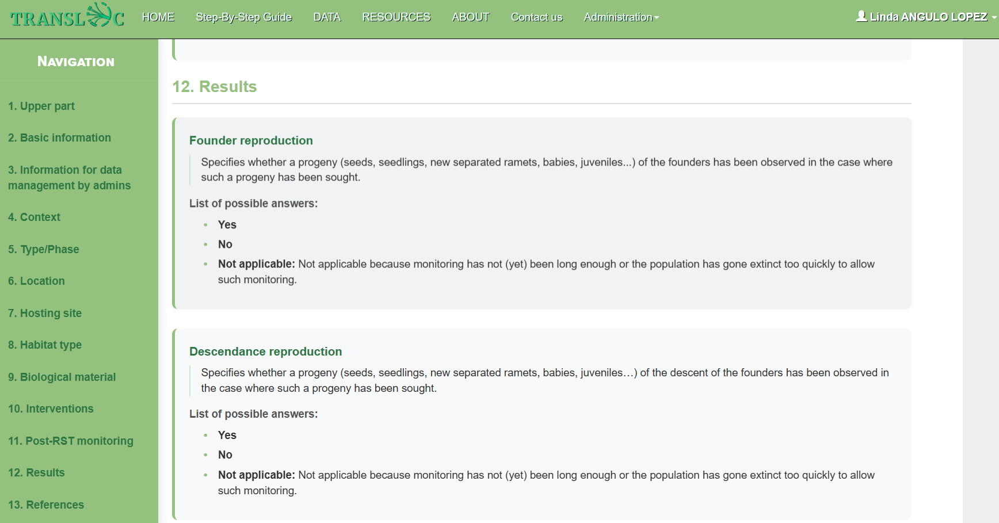 TRANSLOC
HOME
Step-By-Step Guide
DATA
RESOURCES
ABOUT
Contact us
Administration
Linda ANGULO LOPEZ
NAVIGATION
1. Upper part
2. Basic information
3. Information for data
management by admins
4. Context
5. Type/Phase
6. Location
7. Hosting site
8. Habitat type
9. Biological material
10. Interventions
11. Post-RST monitoring
12. Results
13. References
12. Results
Founder reproduction
Specifies whether a progeny (seeds, seedlings, new separated ramets, babies, juveniles...) of the founders has been observed in the case where
such a progeny has been sought.
List of possible answers:
• Yes
• No
• Not applicable: Not applicable because monitoring has not (yet) been long enough or the population has gone extinct too quickly to allow
such monitoring.
Descendance reproduction
Specifies whether a progeny (seeds, seedlings, new separated ramets, babies, juveniles…) of the descent of the founders has been observed in
the case where such a progeny has been sought.
List of possible answers:
• Yes
• No
• Not applicable: Not applicable because monitoring has not (yet) been long enough or the population has gone extinct too quickly to allow
such monitoring.